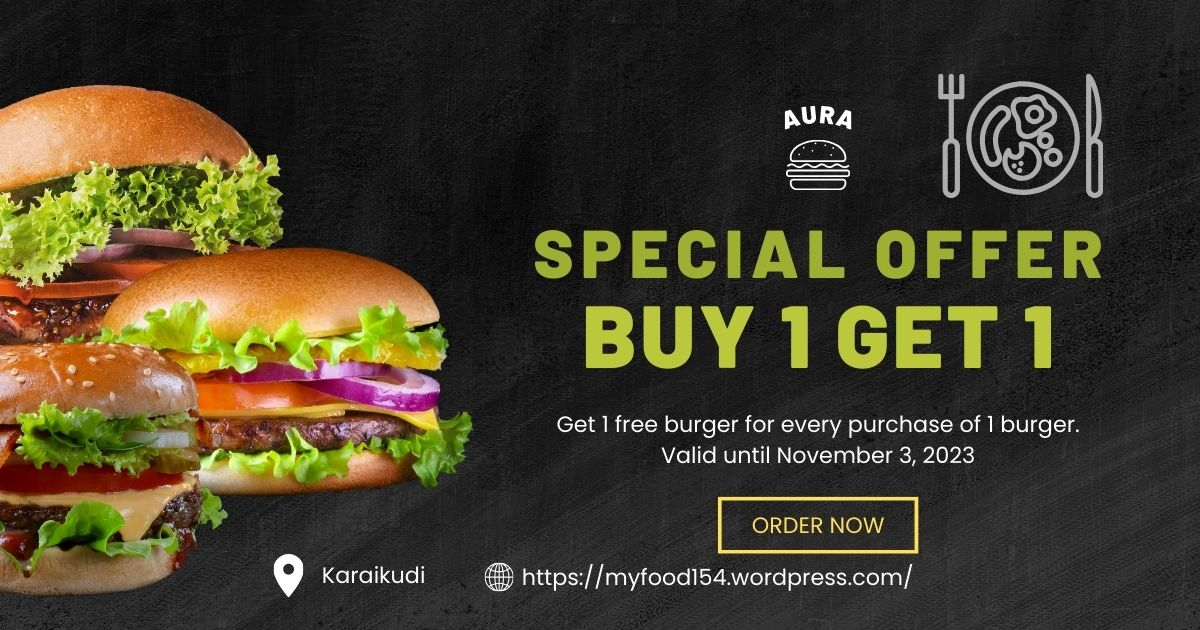 AURA
SPECIAL OFFER
BUY 1 GET 1
Get 1 free burger for every purchase of 1 burger.
Valid until November 3, 2023
ORDER NOW
Karaikudi
https://myfood154.wordpress.com/